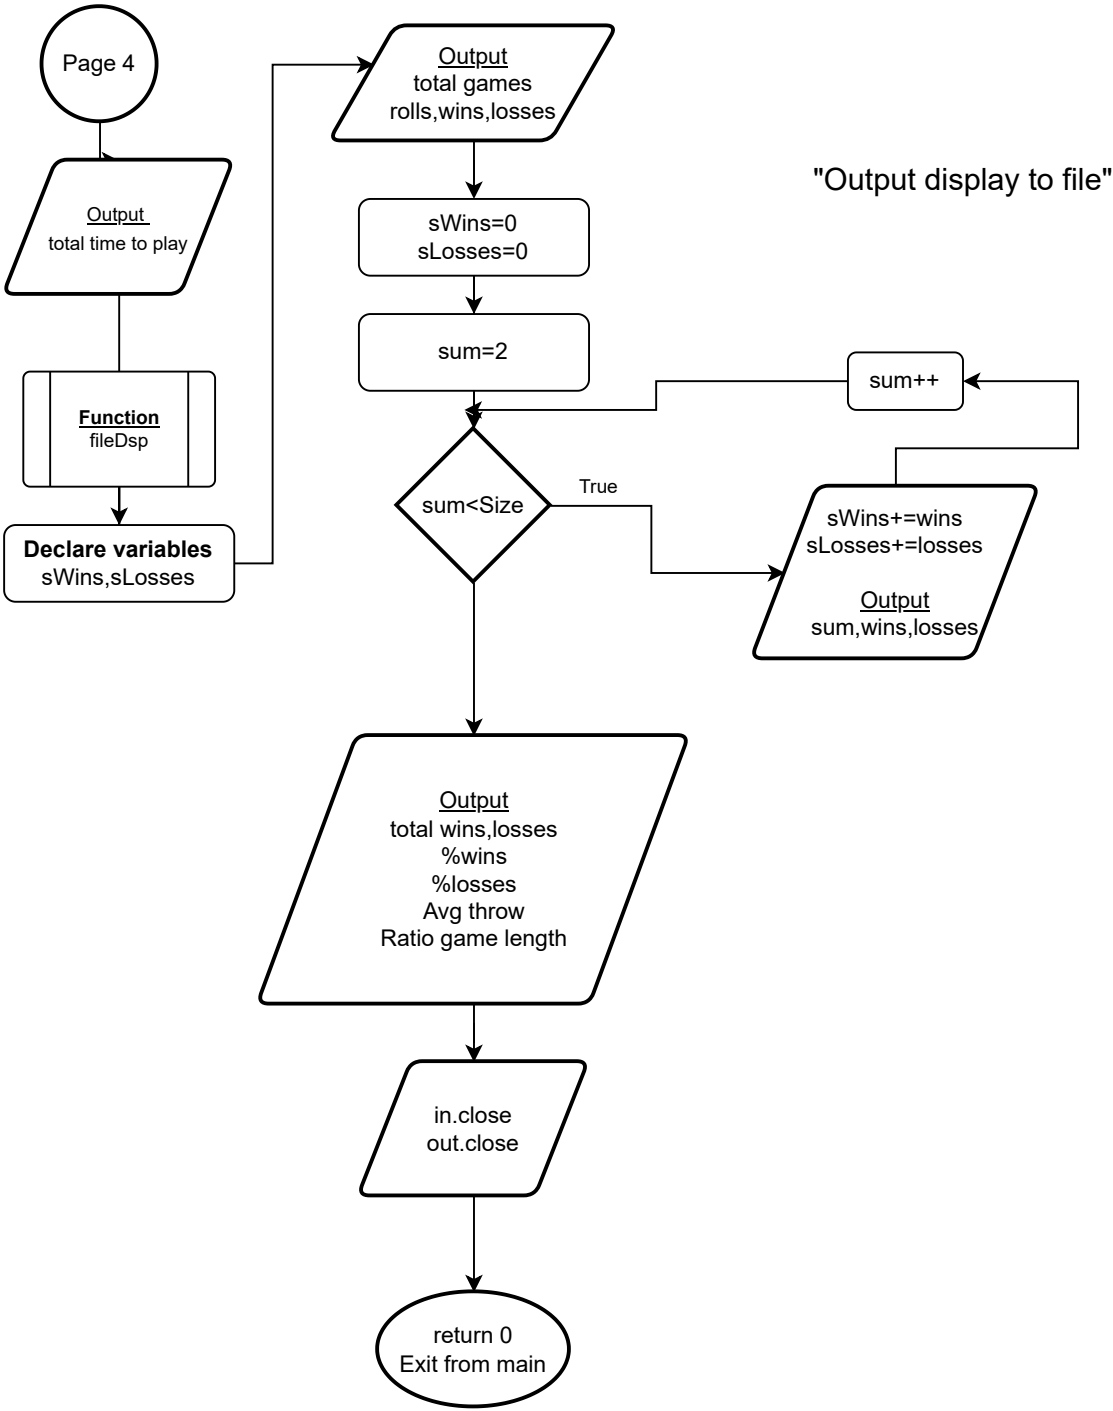 Page 4
Output
total time to play
Function
fileDsp
Declare variables
sWins,sLosses
Output
total games
rolls,wins,losses
"Output display to file"
sWins=0
sLosses=0
sum=2
sum++
sum<Size
True
sWins+=wins
sLosses+=losses
Output
sum,wins,losses
Output
total wins,losses
%wins
%losses
Avg throw
Ratio game length
in.close
out.close
return 0
Exit from main